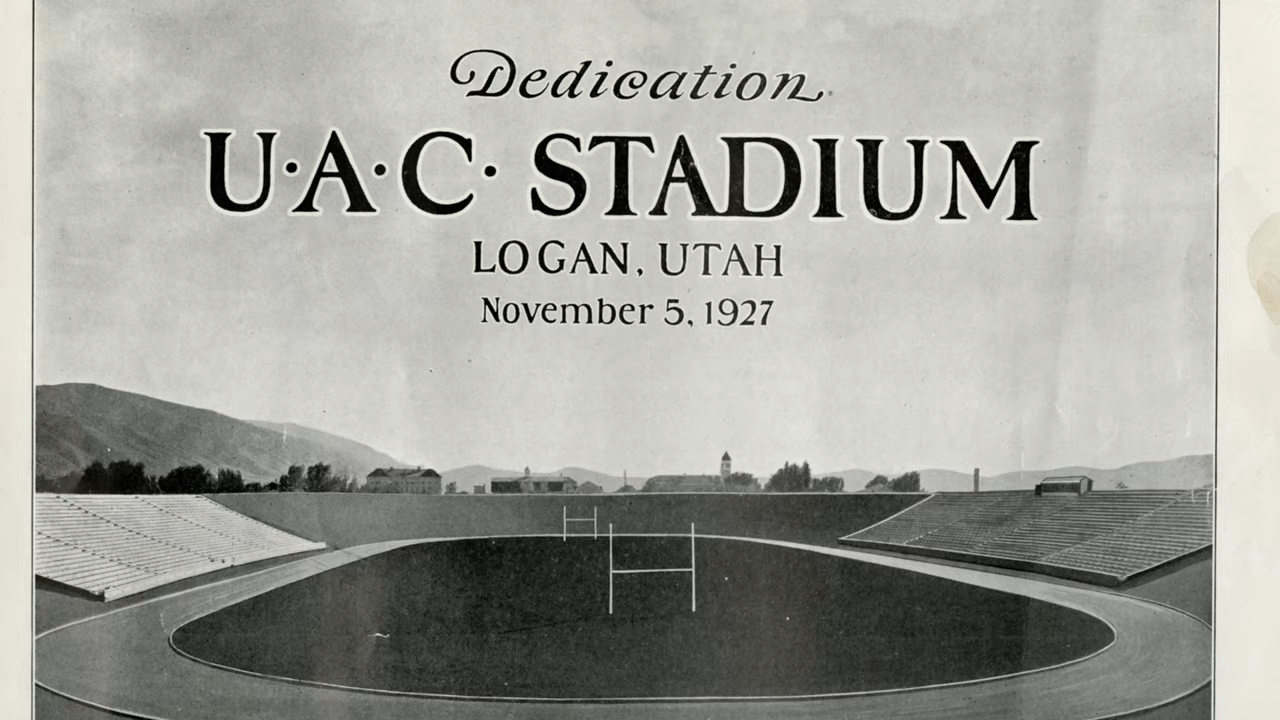 Dedication
U·A·C· STADIUM
LOGAN, UTAH
November 5, 1927